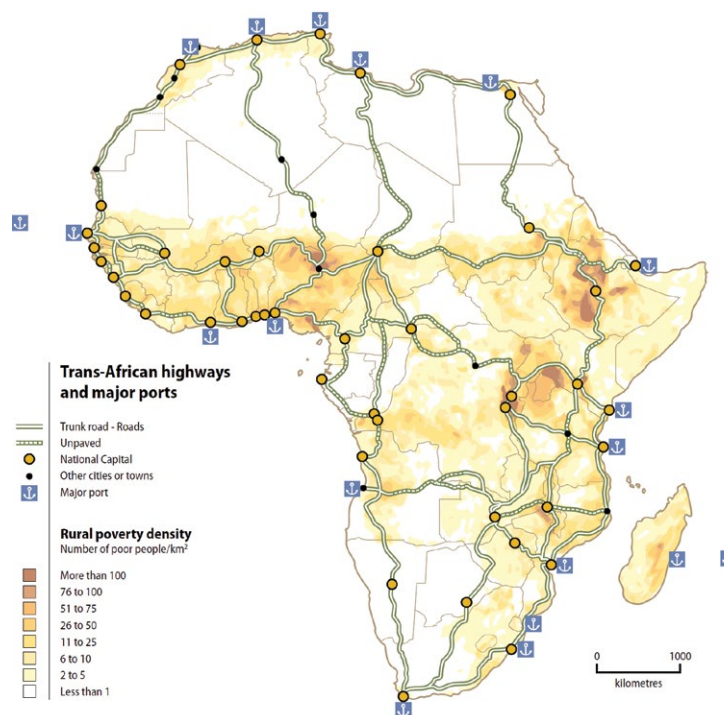 Trans-African highways
and major ports
Trunk road - Roads
Unpaved
National Capital
Other cities or towns
Major port
Rural poverty density
Number of poor people/km²
More than 100
76 to 100
51 to 75
26 to 50
11 to 25
6 to 10
2 to 5
Less than 1
0 1000
kilometres